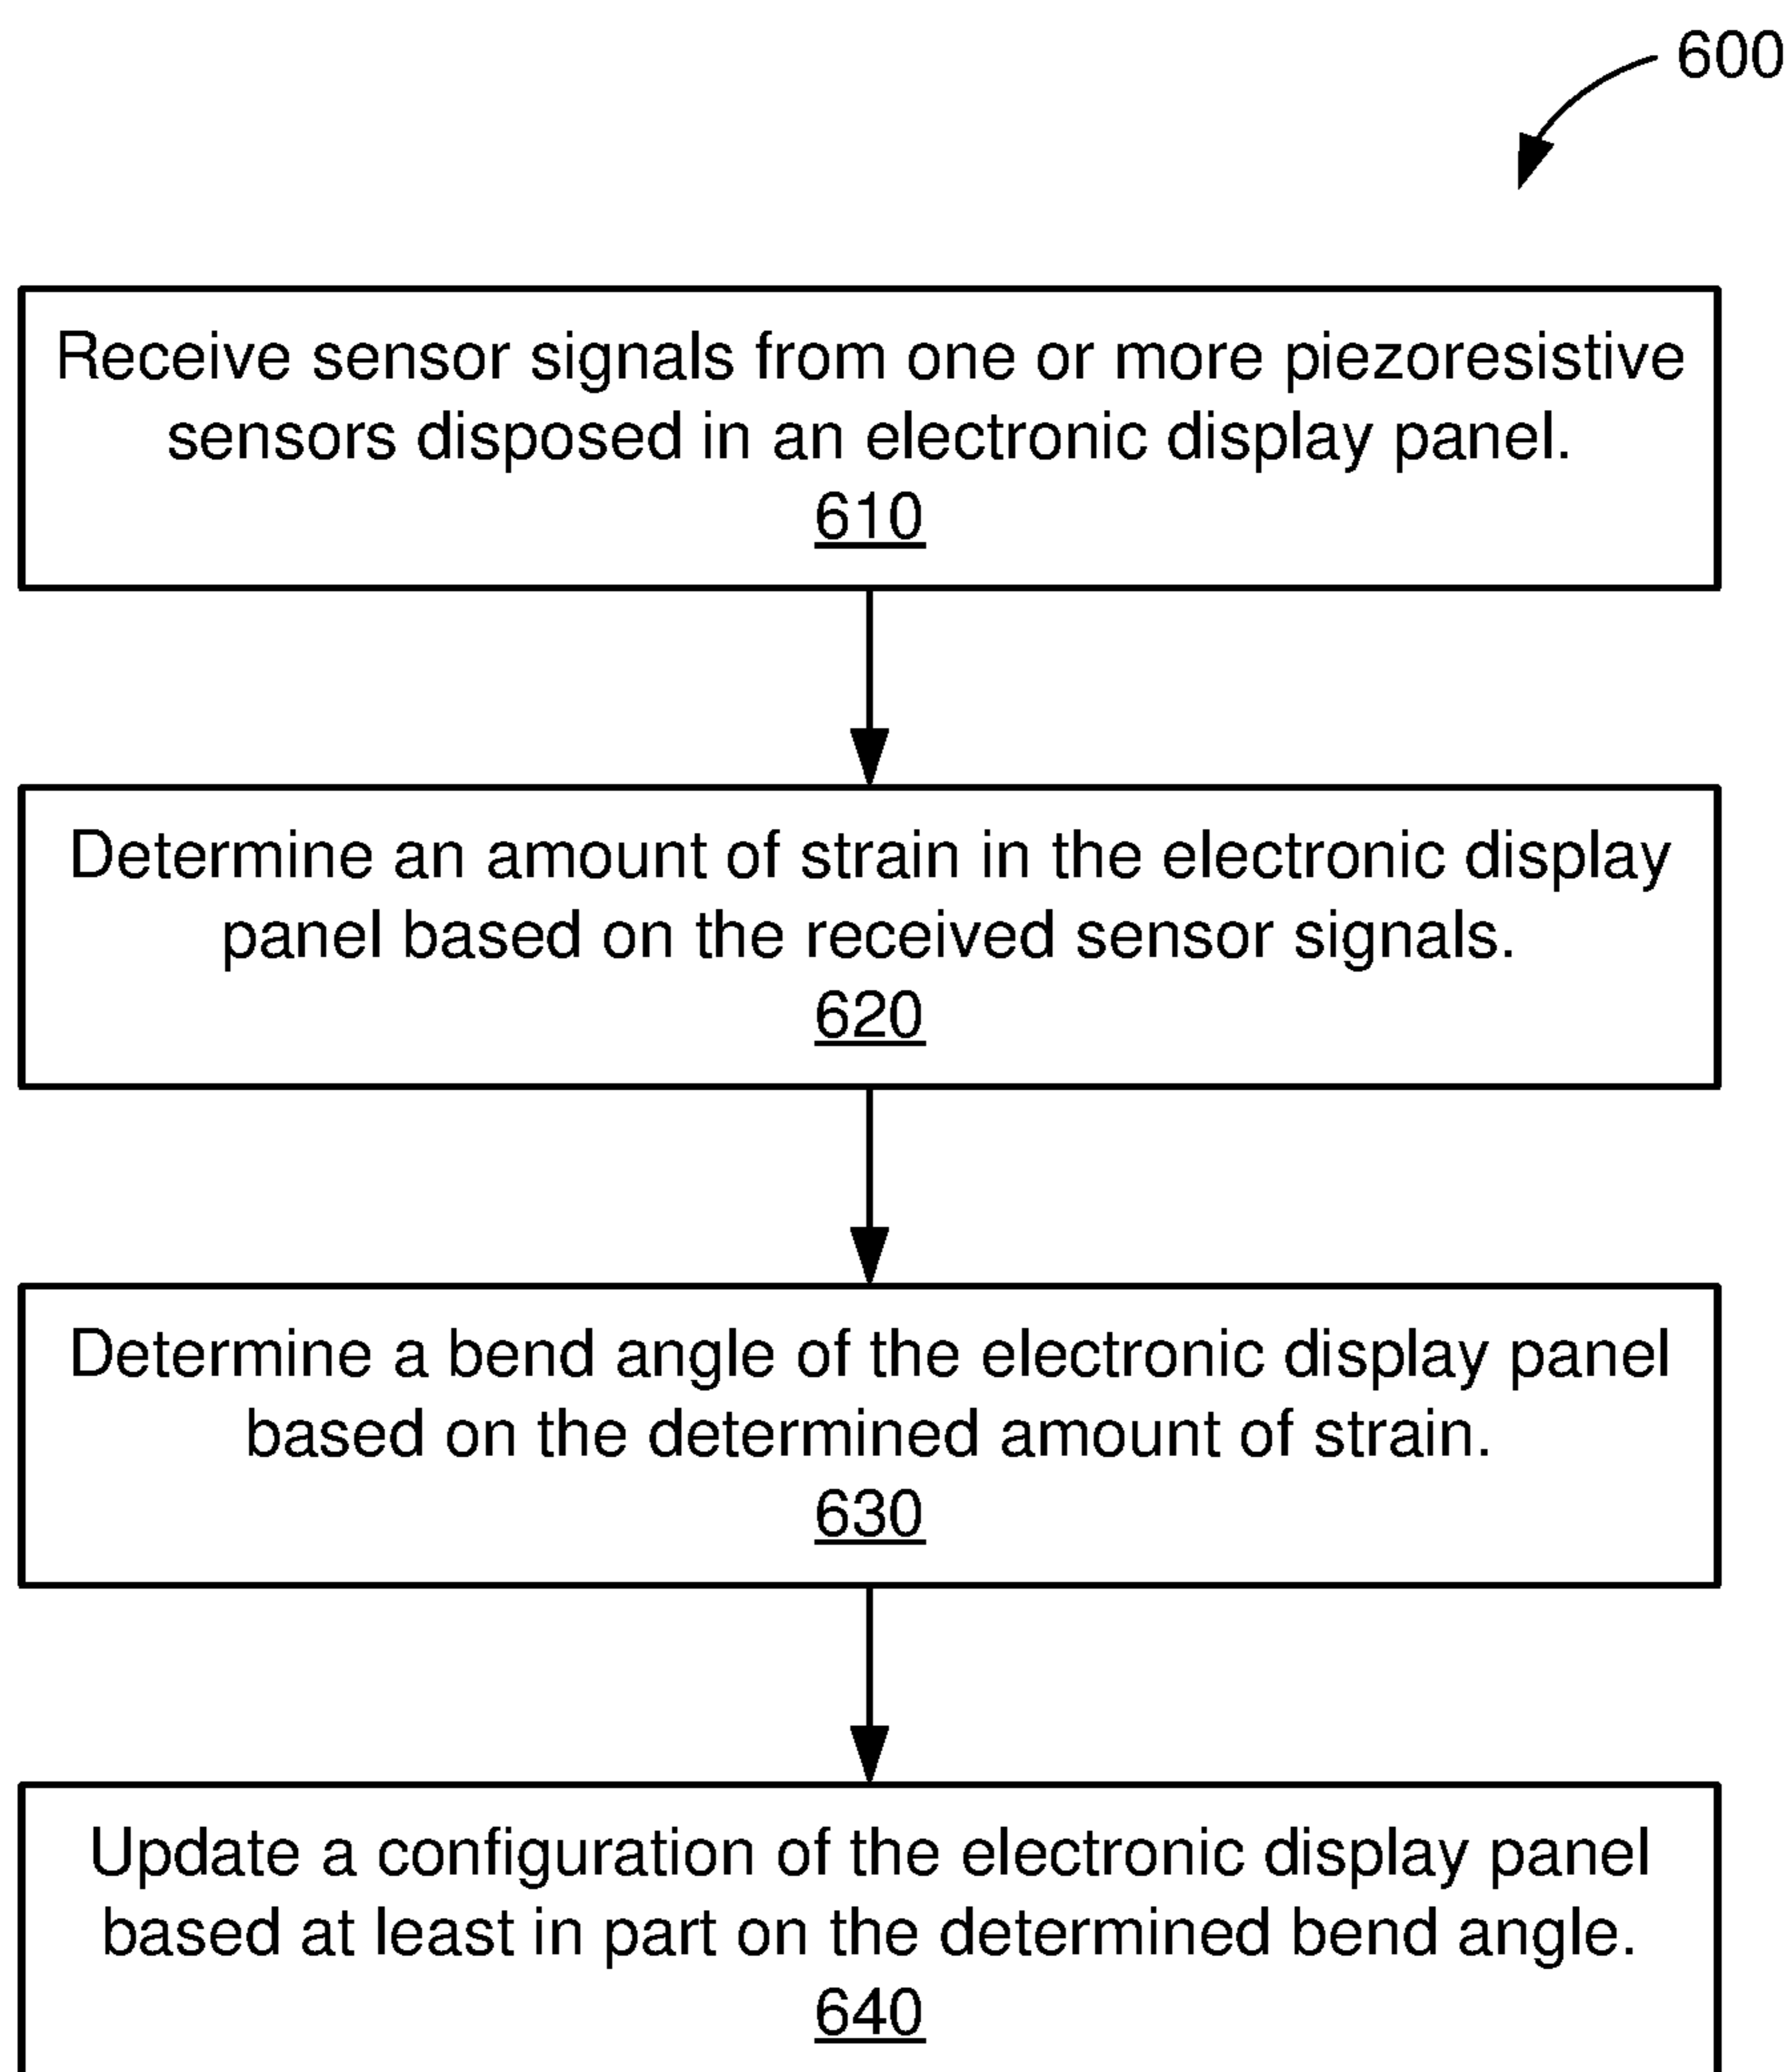 600
Receive sensor signals from one or more piezoresistive
sensors disposed in an electronic display panel.
610
Determine an amount of strain in the electronic display
panel based on the received sensor signals.
620
Determine a bend angle of the electronic display panel
based on the determined amount of strain.
630
Update a configuration of the electronic display panel
based at least in part on the determined bend angle.
640